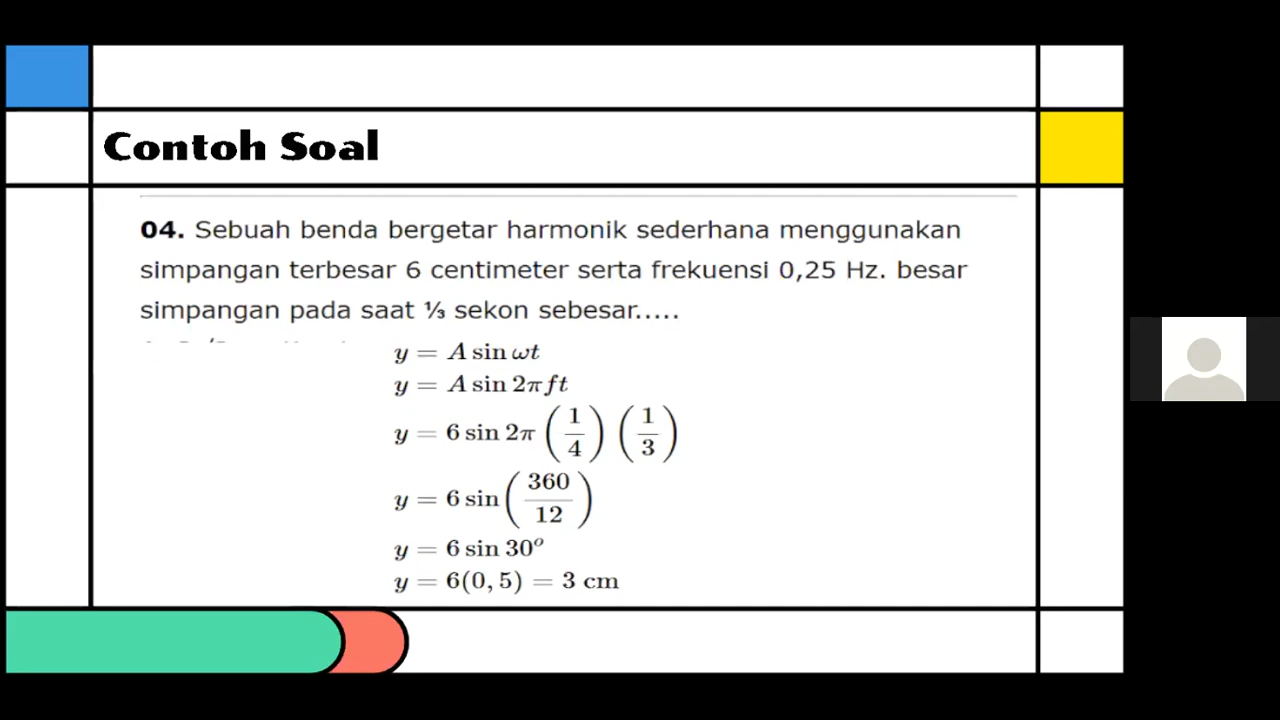 Contoh Soal
04. Sebuah benda bergetar harmonik sederhana menggunakan
simpangan terbesar 6 centimeter serta frekuensi 0,25 Hz. besar
simpangan pada saat ⅓ sekon sebesar.....
y = A sin ωt
y = A sin 2πft
y = 6 sin 2π (1/4) (1/3)
y = 6 sin (360/12)
y = 6 sin 30°
y = 6(0, 5) = 3 cm